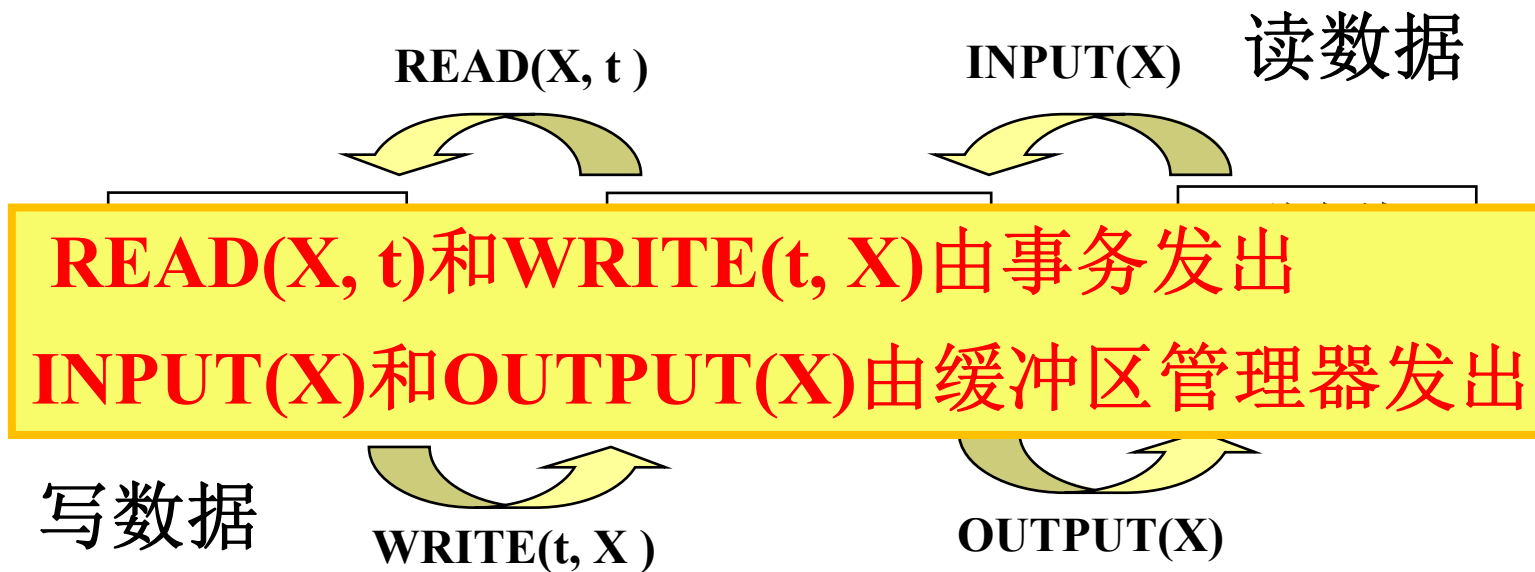 READ(X, t )
INPUT(X)
读数据
READ(X, t)和WRITE(t, X)由事务发出
INPUT(X)和OUTPUT(X)由缓冲区管理器发出
写数据
WRITE(t, X )
OUTPUT(X)